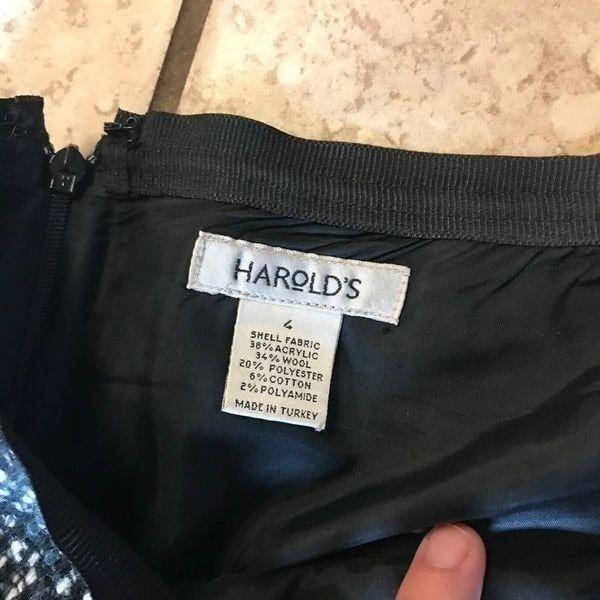 HAROLD'S
4
SHELL FABRIC
38% ACRYLIC
34% WOOL
20% POLYESTER
6% COTTON
2% POLYAMIDE
MADE IN TURKEY